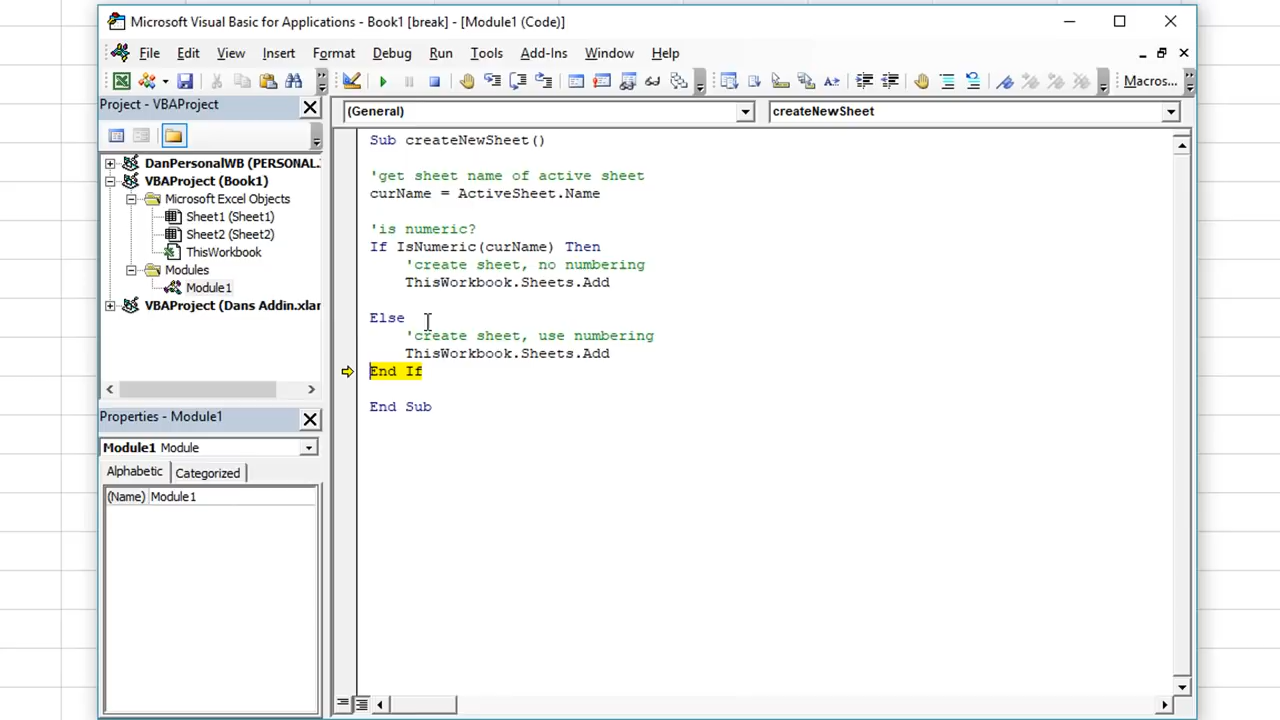 Microsoft Visual Basic for Applications - Book1 [break] - [Module1 (Code)]
File Edit View Insert Format Debug Run Tools Add-Ins Window Help
Macros...
Project - VBAProject
(General)
createNewSheet
DanPersonalWB (PERSONAL.
VBAProject (Book1)
Microsoft Excel Objects
Sheet1 (Sheet1)
Sheet2 (Sheet2)
ThisWorkbook
Modules
Module1
VBAProject (Dans Addin.xlar
Properties - Module1
Module1 Module
Alphabetic Categorized
(Name) Module1
Sub createNewSheet()
'get sheet name of active sheet
curName = ActiveSheet.Name
'is numeric?
If IsNumeric(curName) Then
'create sheet, no numbering
ThisWorkbook.Sheets.Add
Else
'create sheet, use numbering
ThisWorkbook.Sheets.Add
End If
End Sub